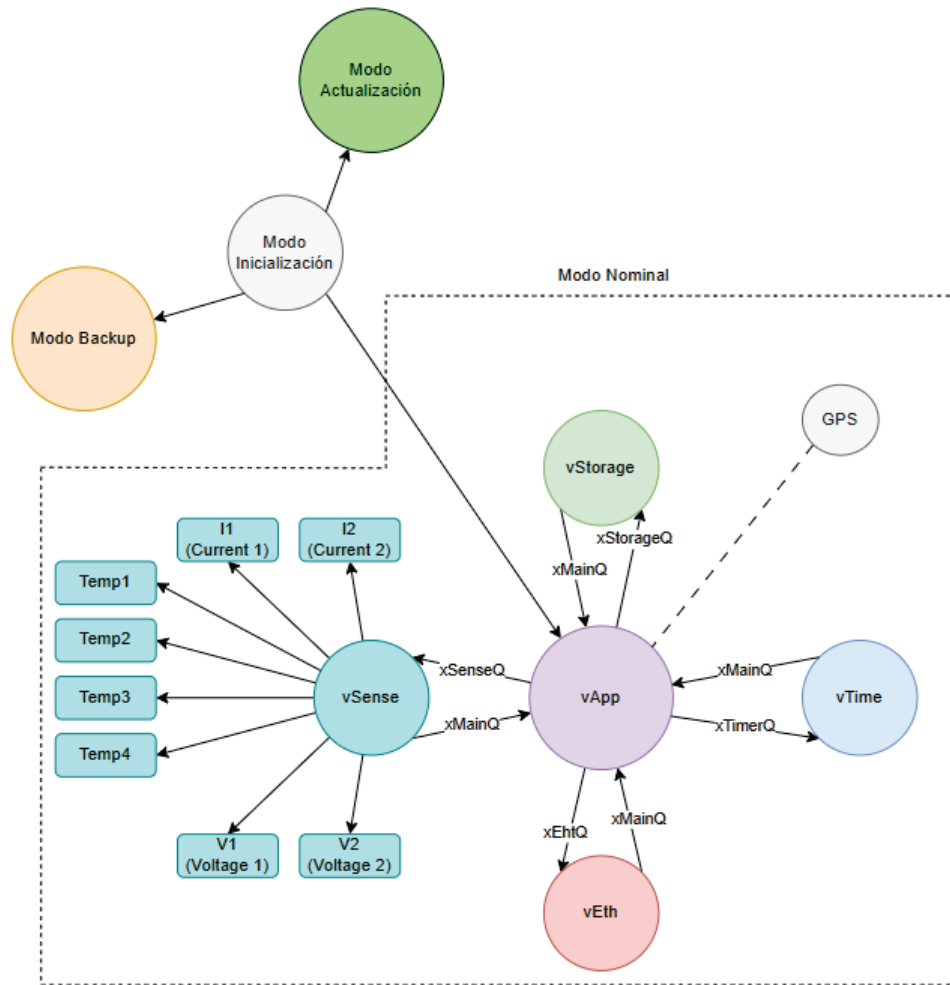 Modo
Actualización
Modo
Inicialización
Modo Nominal
Modo Backup
GPS
vStorage
xStorageQ
xMainQ
I1
(Current 1)
I2
(Current 2)
Temp1
Temp2
Temp3
Temp4
vSense
xSenseQ
xMainQ
vApp
xMainQ
xTimerQ
vTime
V1
(Voltage 1)
V2
(Voltage 2)
xEhtQ
xMainQ
vEth